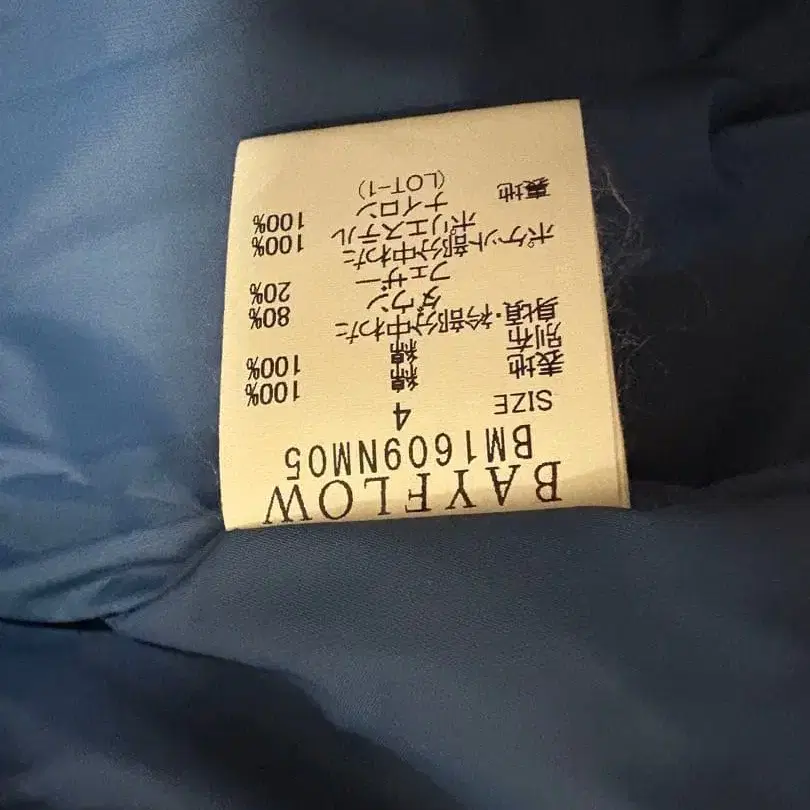 BAYFLOW
BM1609NM05
SIZE 4
表地 綿 100%
別布 綿 100%
身頃・衿部分中わた
ダウン 80%
フェザー 20%
ポケット部分中わた
ポリエステル 100%
裏地 ナイロン 100%
(LOT-1)